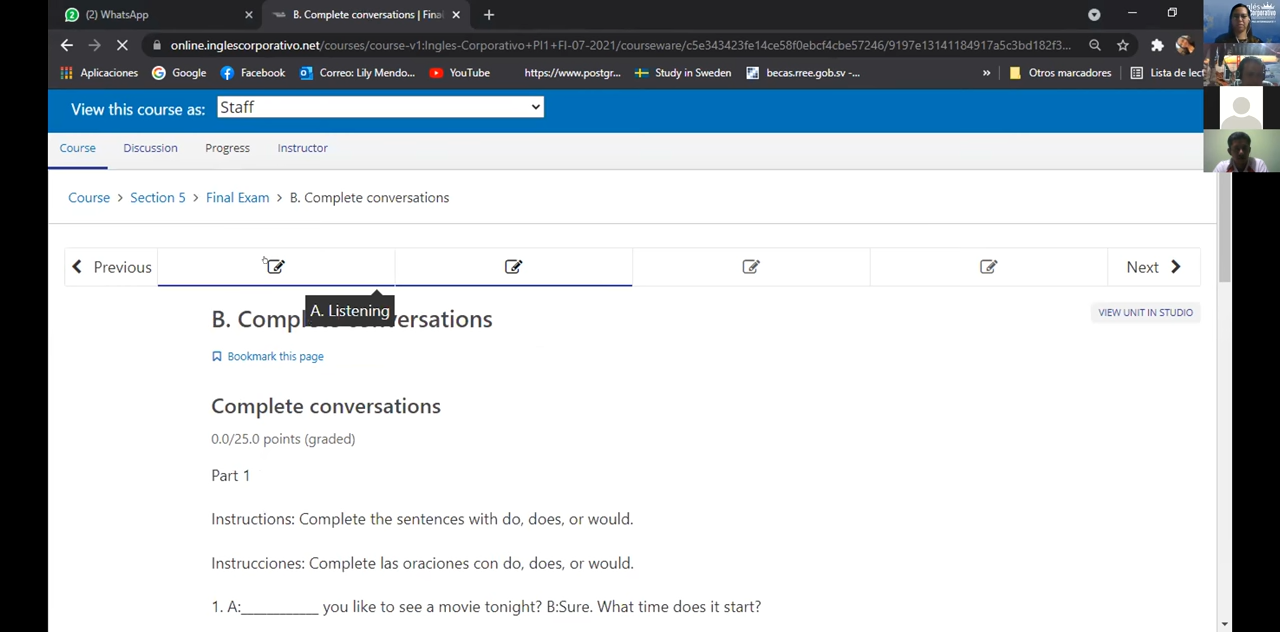 (2) WhatsApp
B. Complete conversations | Fina
online.inglescorporativo.net/courses/course-v1:Ingles-Corporativo+PI1+FI-07-2021/courseware/c5e343423fe14ce58f0ebcf4cbe57246/9197e13141184917a5c3bd182f3...
Aplicaciones Google Facebook Correo: Lily Mendo... YouTube https://www.postgr... Study in Sweden becas.rree.gob.sv -... » Otros marcadores Lista de lect
View this course as: Staff
Course Discussion Progress Instructor
Course > Section 5 > Final Exam > B. Complete conversations
Previous Next
A. Listening
VIEW UNIT IN STUDIO
B. Compl versations
Bookmark this page
Complete conversations
0.0/25.0 points (graded)
Part 1
Instructions: Complete the sentences with do, does, or would.
Instrucciones: Complete las oraciones con do, does, or would.
1. A:___________ you like to see a movie tonight? B:Sure. What time does it start?